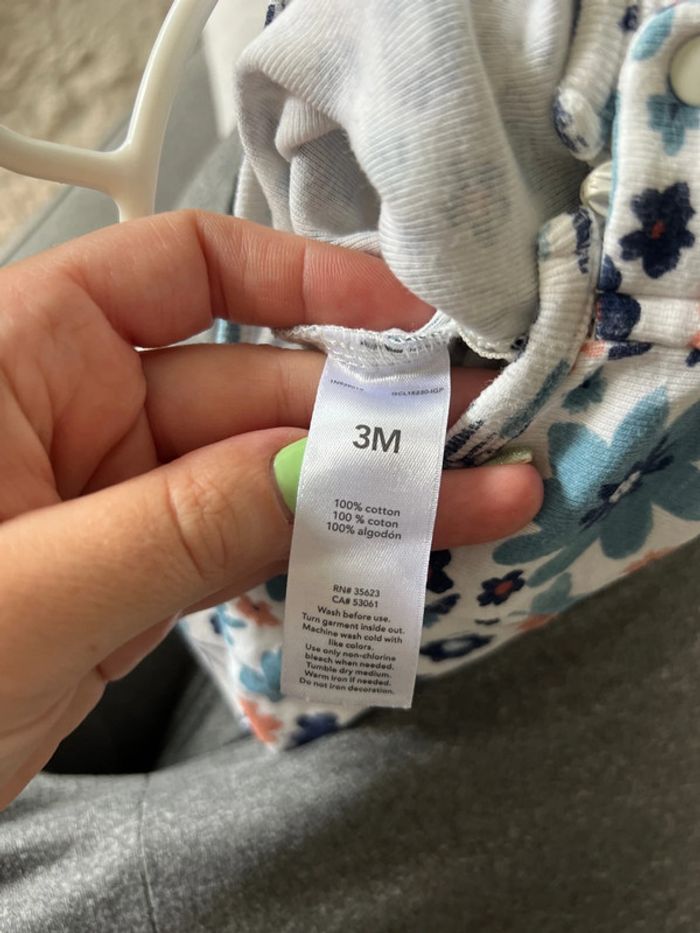 3M
100% cotton
100 % coton
100% algodón
RN# 35623
CA# 53061
Wash before use.
Turn garment inside out.
Machine wash cold with
like colors.
Use only non-chlorine
bleach when needed.
Tumble dry medium.
Warm iron if needed.
Do not iron decoration.